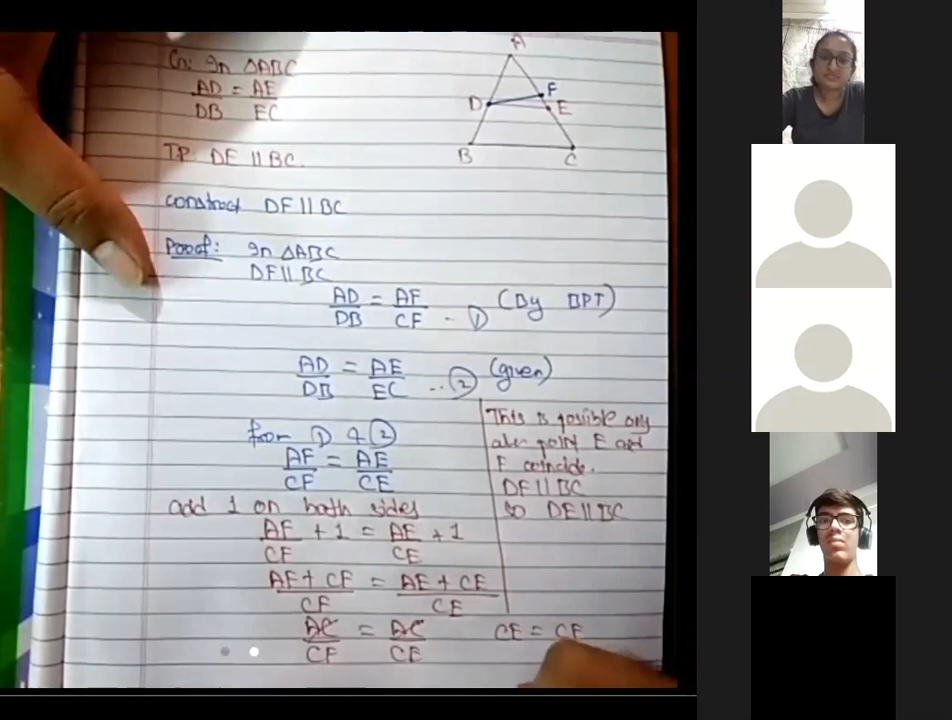 Gn: In △ABC
AD/DB = AE/EC
T.P. DE || BC.
A
D
F
E
B
C
construct DF || BC
Proof: In △ABC
DF || BC
AD/DB = AF/CF -- ① (By BPT)
AD/DB = AE/EC ..② (given)
from ① & ②
AF/CF = AE/CE
add 1 on both sides
AF/CF + 1 = AE/CE + 1
AF + CF/CF = AE + CE/CE
AC/CF = AC/CE
CE = CF
This is possible only
point E and
F coincide.
DF || BC
so DE || BC